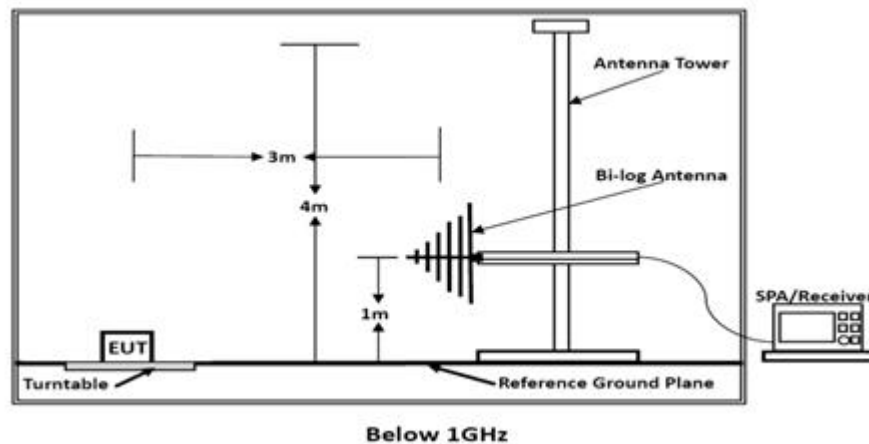 Antenna Tower
3m
Bi-log Antenna
4m
1m
SPA/Receiver
EUT
Turntable
Reference Ground Plane
Below 1GHz